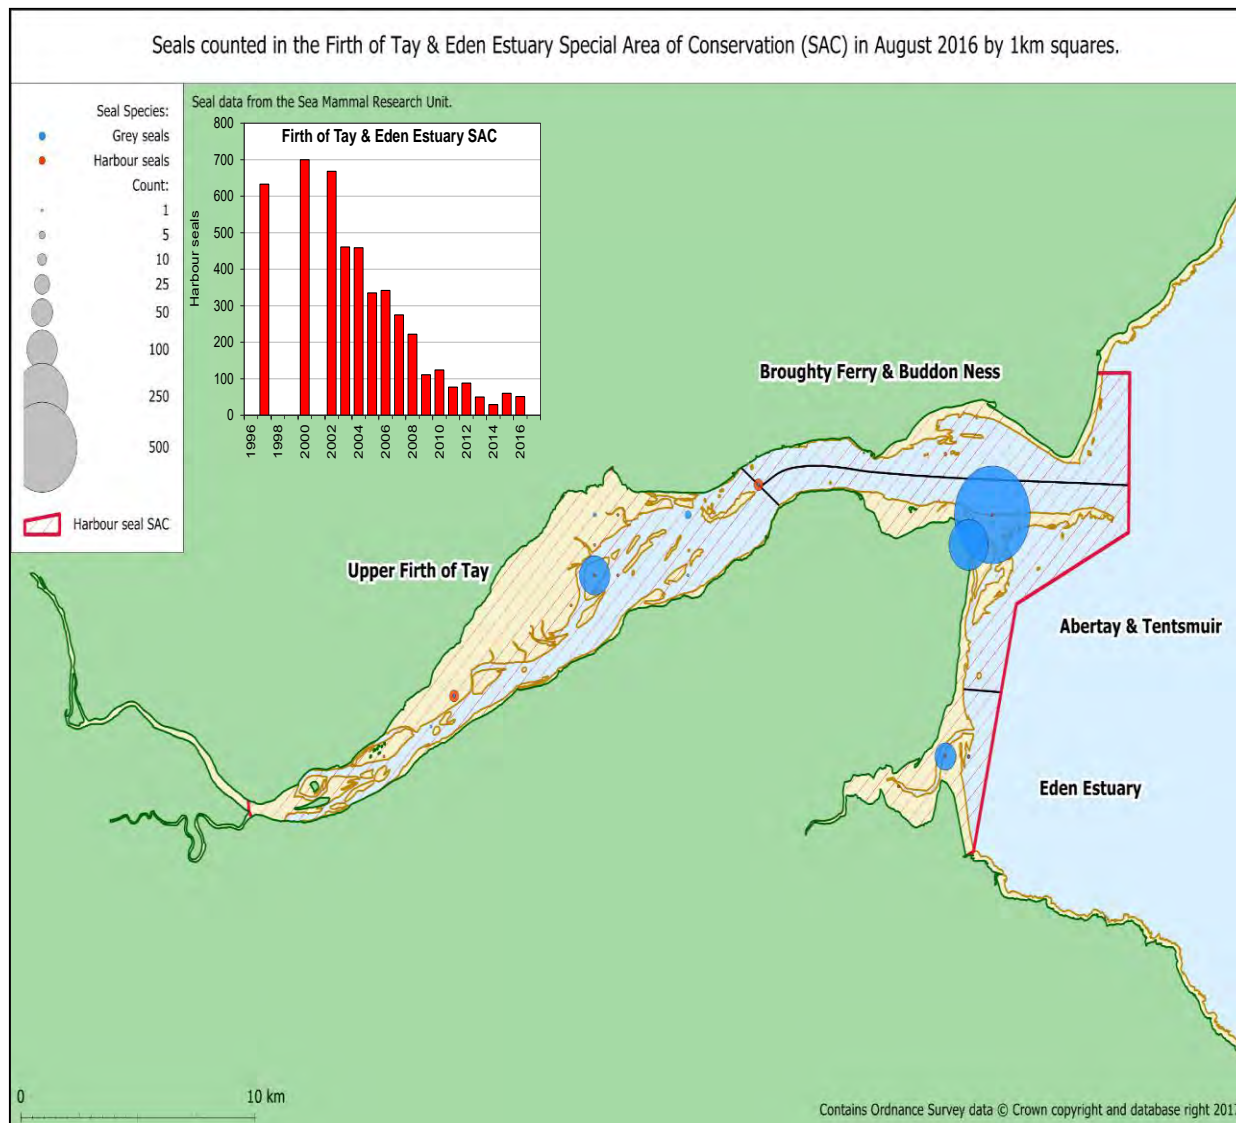 Seals counted in the Firth of Tay & Eden Estuary Special Area of Conservation (SAC) in August 2016 by 1km squares.
Seal Species:
Grey seals
Harbour seals
Count:
1
5
10
25
50
100
250
500
Harbour seal SAC
Seal data from the Sea Mammal Research Unit.
Firth of Tay & Eden Estuary SAC
Harbour seals
800
700
600
500
400
300
200
100
0
1996
1998
2000
2002
2004
2006
2008
2010
2012
2014
2016
Broughty Ferry & Buddon Ness
Upper Firth of Tay
Abertay & Tentsmuir
Eden Estuary
0
10 km
Contains Ordnance Survey data © Crown copyright and database right 2017